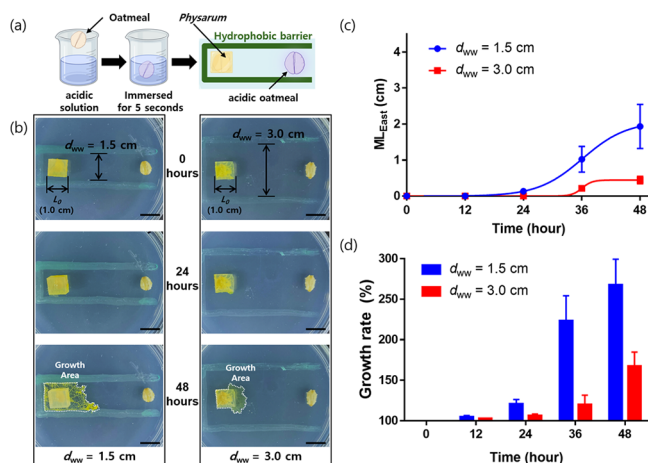 (a)
Oatmeal
Physarum
Hydrophobic barrier
acidic
solution
Immersed
for 5 seconds
acidic oatmeal
(b)
dww = 1.5 cm
L0
(1.0 cm)
0
hours
dww = 3.0 cm
L0
(1.0 cm)
24
hours
Growth
Area
48
hours
Growth
Area
dww = 1.5 cm
dww = 3.0 cm
(c)
dww = 1.5 cm
dww = 3.0 cm
MLEast (cm)
4
2
0
0 12 24 36 48
Time (hour)
(d)
dww = 1.5 cm
dww = 3.0 cm
Growth rate
(%)
300
250
200
150
100
0 12 24 36 48
Time (hour)